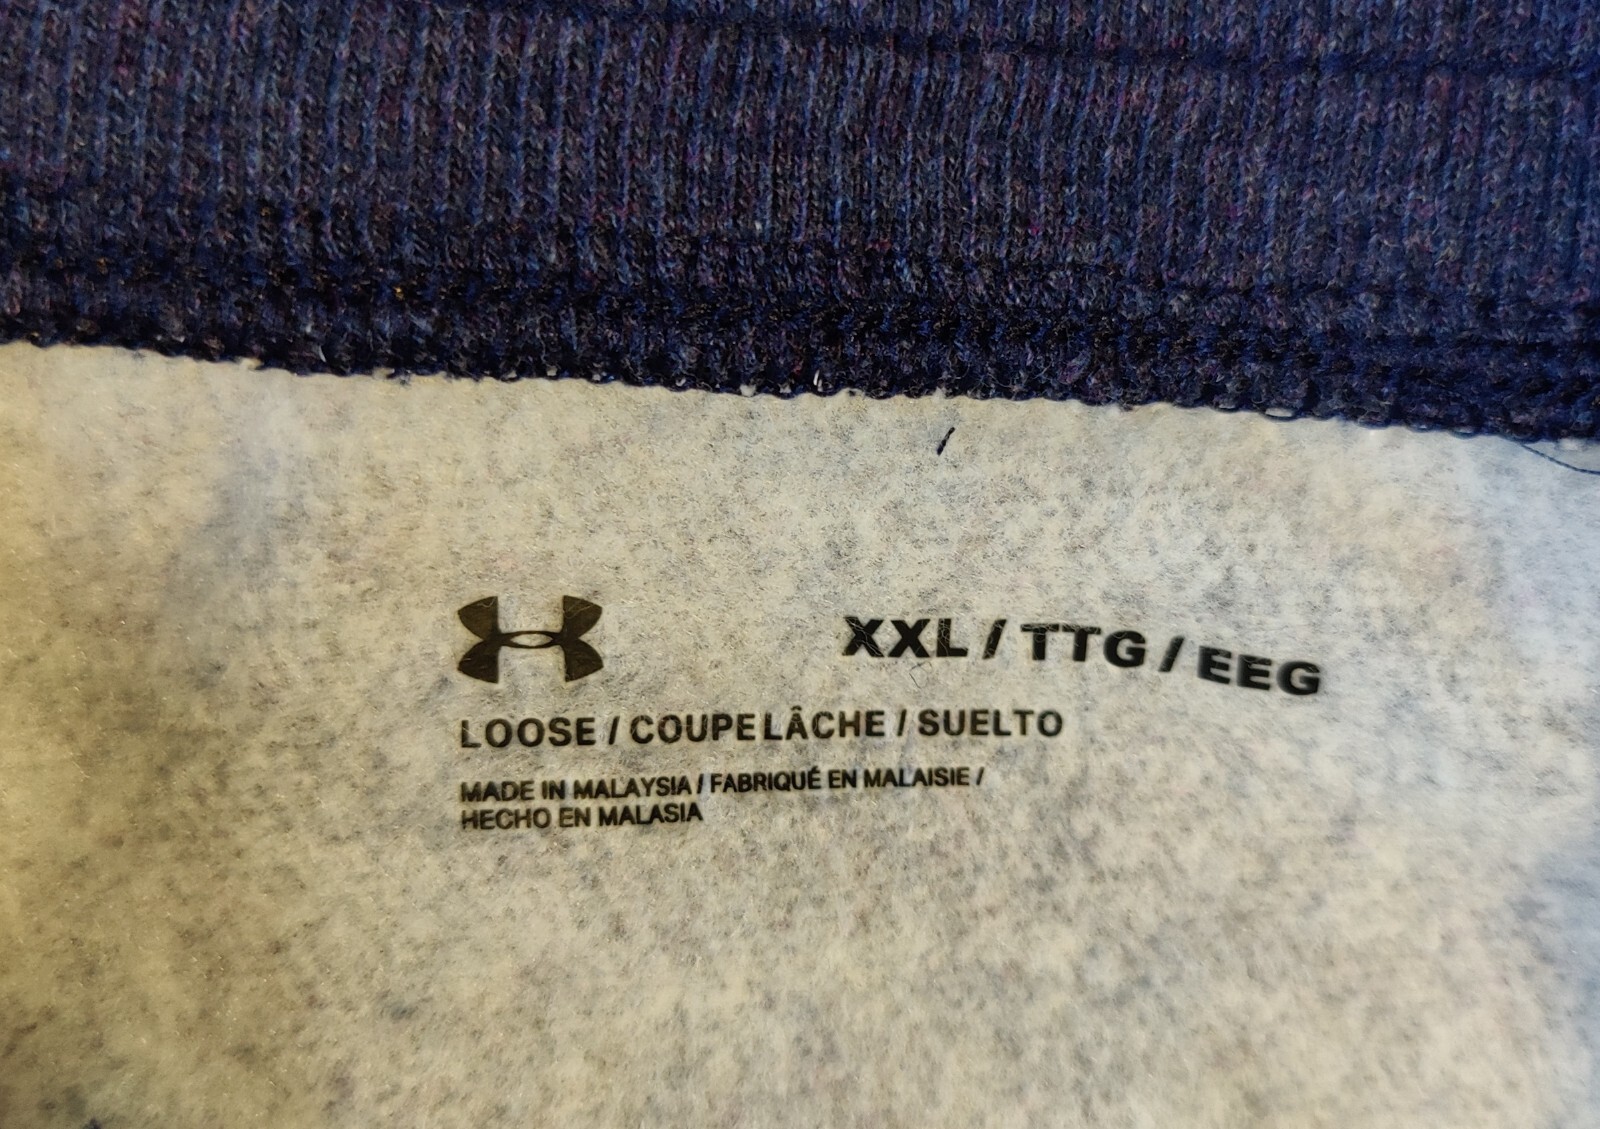 XXL / TTG / EEG
LOOSE / COUPE LÂCHE / SUELTO
MADE IN MALAYSIA / FABRIQUÉ EN MALAISIE /
HECHO EN MALASIA